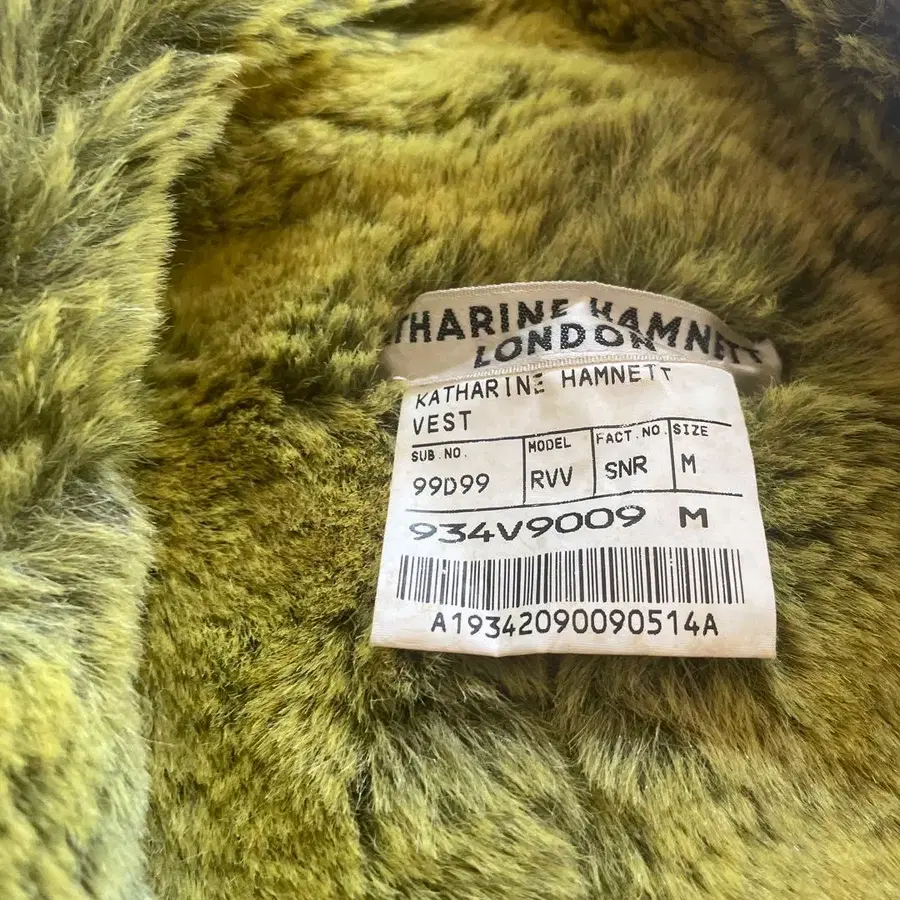 KATHARINE HAMNETT
LONDON
KATHARINE HAMNETT
VEST
SUB.NO. MODEL FACT.NO. SIZE
99D99 RVV SNR M
934V9009 M
A19342090090514A